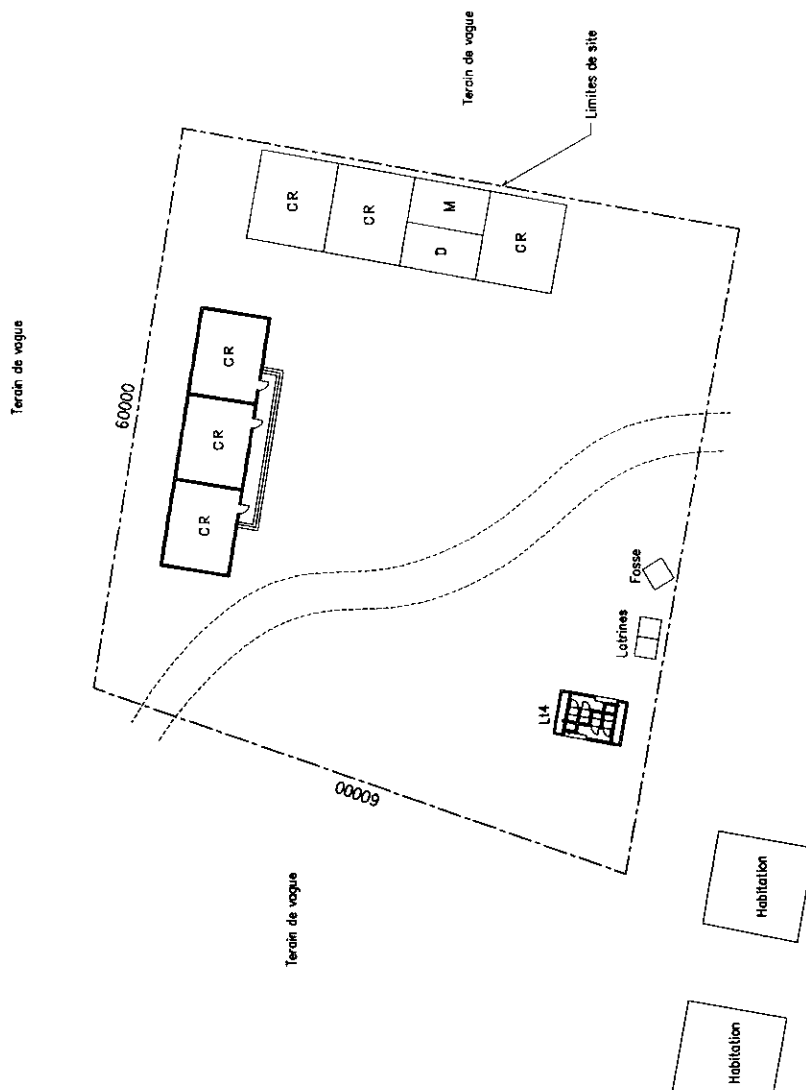 Terain de vague
Limites de site
Terain de vague
CR
CR
D M
CR
60000
CR
CR
CR
Fosse
Latrines
Lt4
60000
Terain de vague
Habitation
Habitation